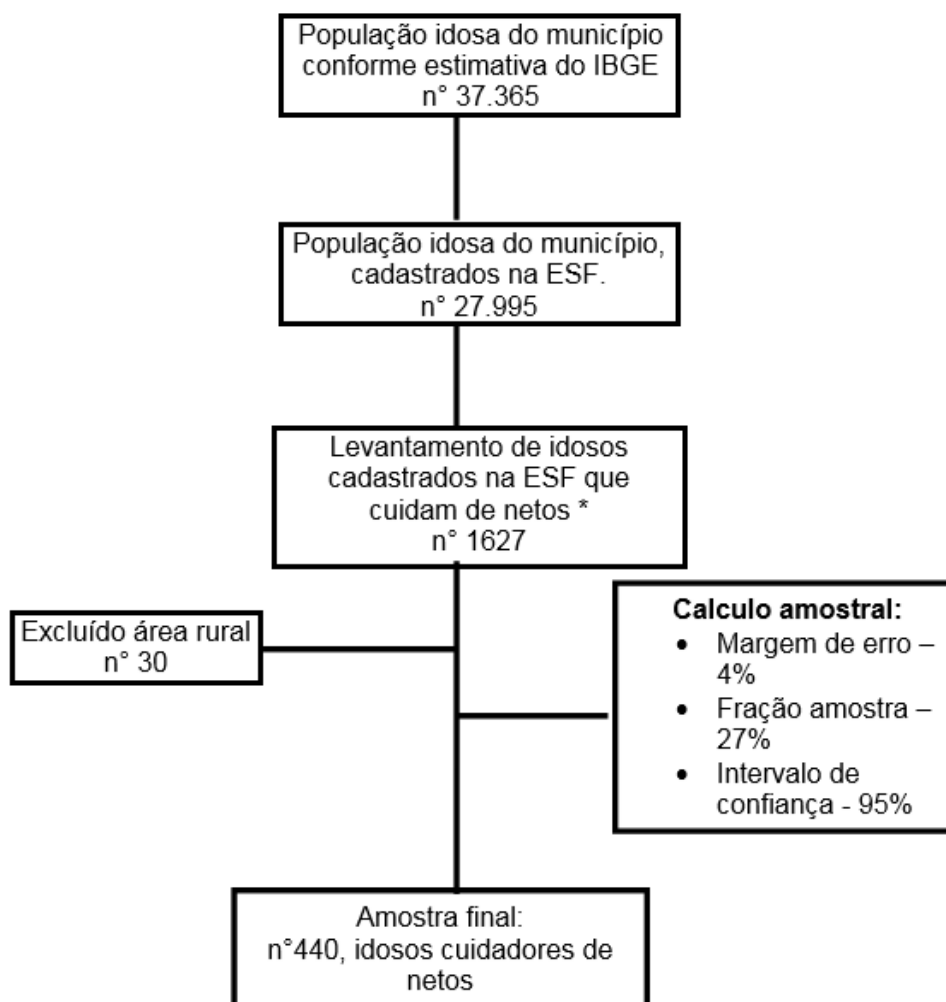 População idosa do município
conforme estimativa do IBGE
n° 37.365
População idosa do município,
cadastrados na ESF.
n° 27.995
Levantamento de idosos
cadastrados na ESF que
cuidam de netos *
n° 1627
Excluído área rural
n° 30
Calculo amostral:
• Margem de erro –
4%
• Fração amostra –
27%
• Intervalo de
confiança - 95%
Amostra final:
n°440, idosos cuidadores de
netos